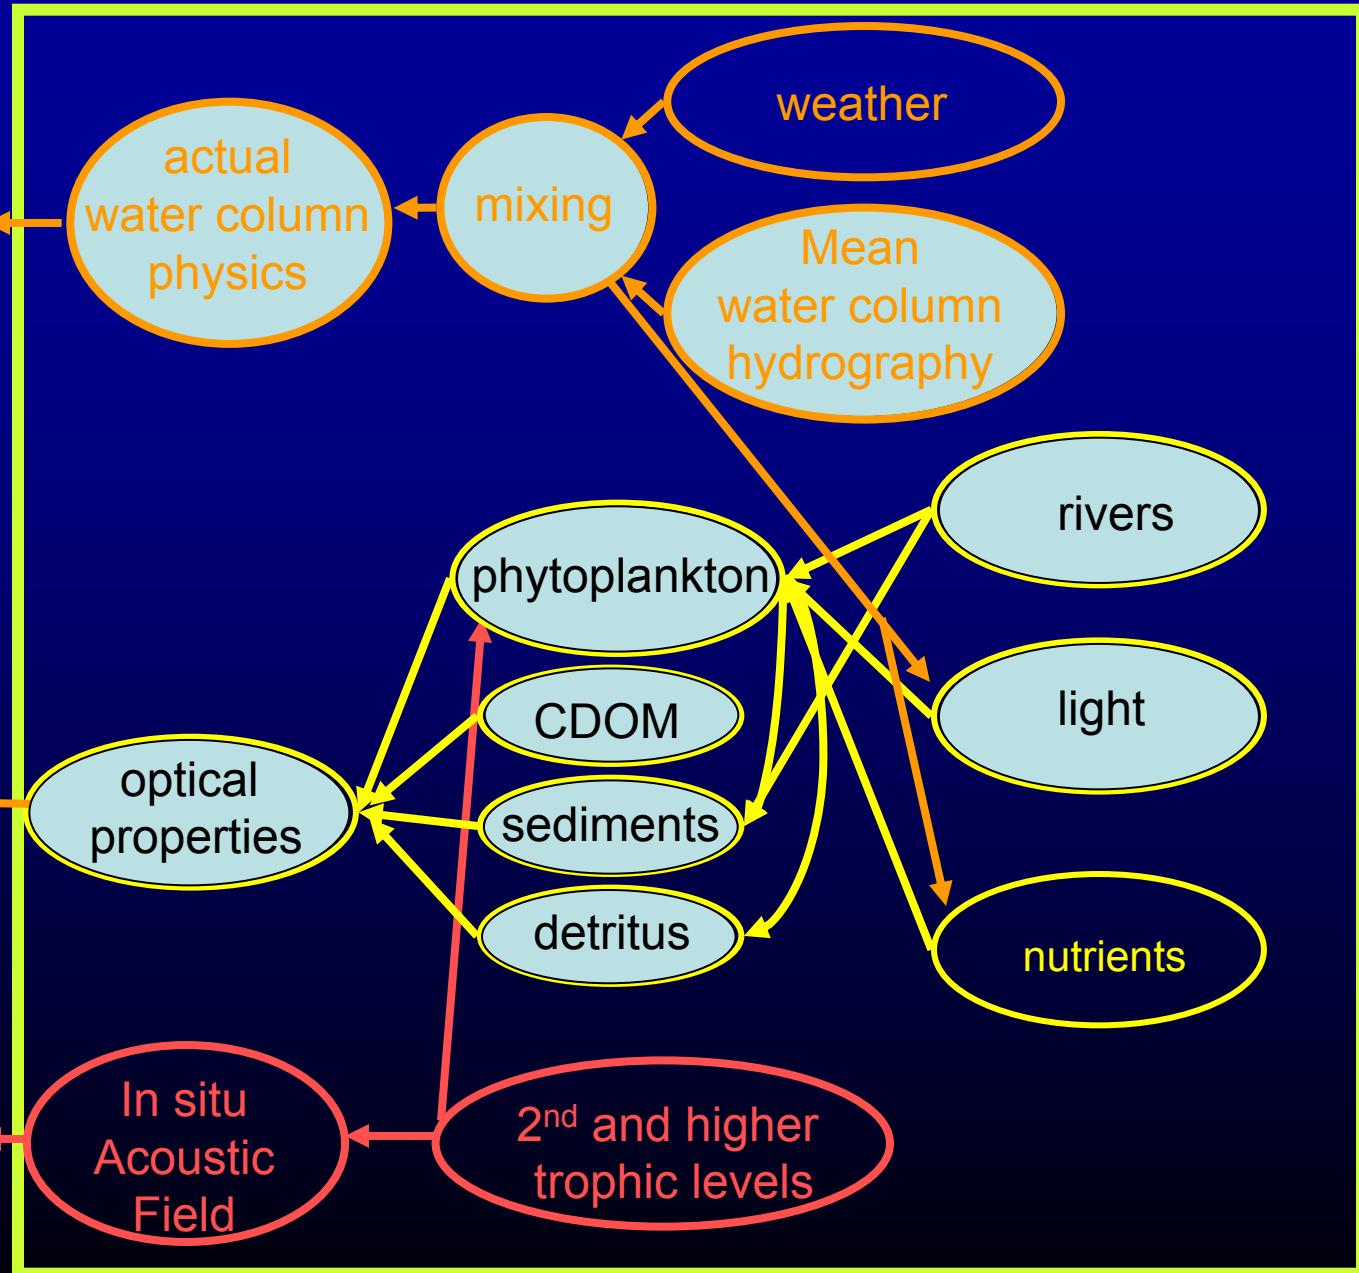 weather
actual
water column
physics
mixing
Mean
water column
hydrography
rivers
phytoplankton
light
CDOM
optical
properties
sediments
detritus
nutrients
In situ
Acoustic
Field
2nd and higher
trophic levels